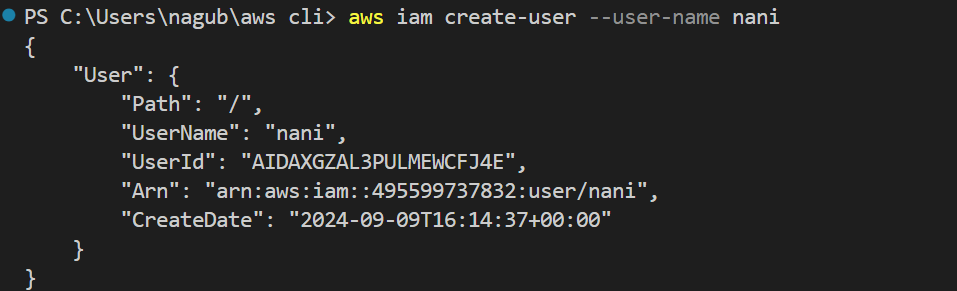 PS C:\Users\nagub\aws cli> aws iam create-user --user-name nani
{
    "User": {
        "Path": "/",
        "UserName": "nani",
        "UserId": "AIDAXGZAL3PULMEWCFJ4E",
        "Arn": "arn:aws:iam::495599737832:user/nani",
        "CreateDate": "2024-09-09T16:14:37+00:00"
    }
}